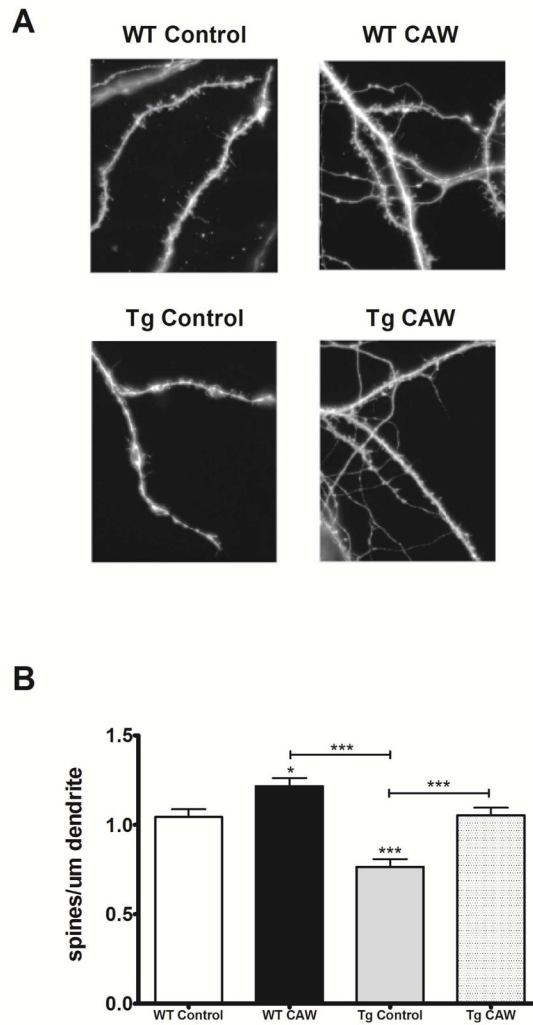 A
WT Control WT CAW
Tg Control Tg CAW
B
spines/um dendrite
1.5
1.0
0.5
0.0
***
*
***
***
WT Control WT CAW Tg Control Tg CAW